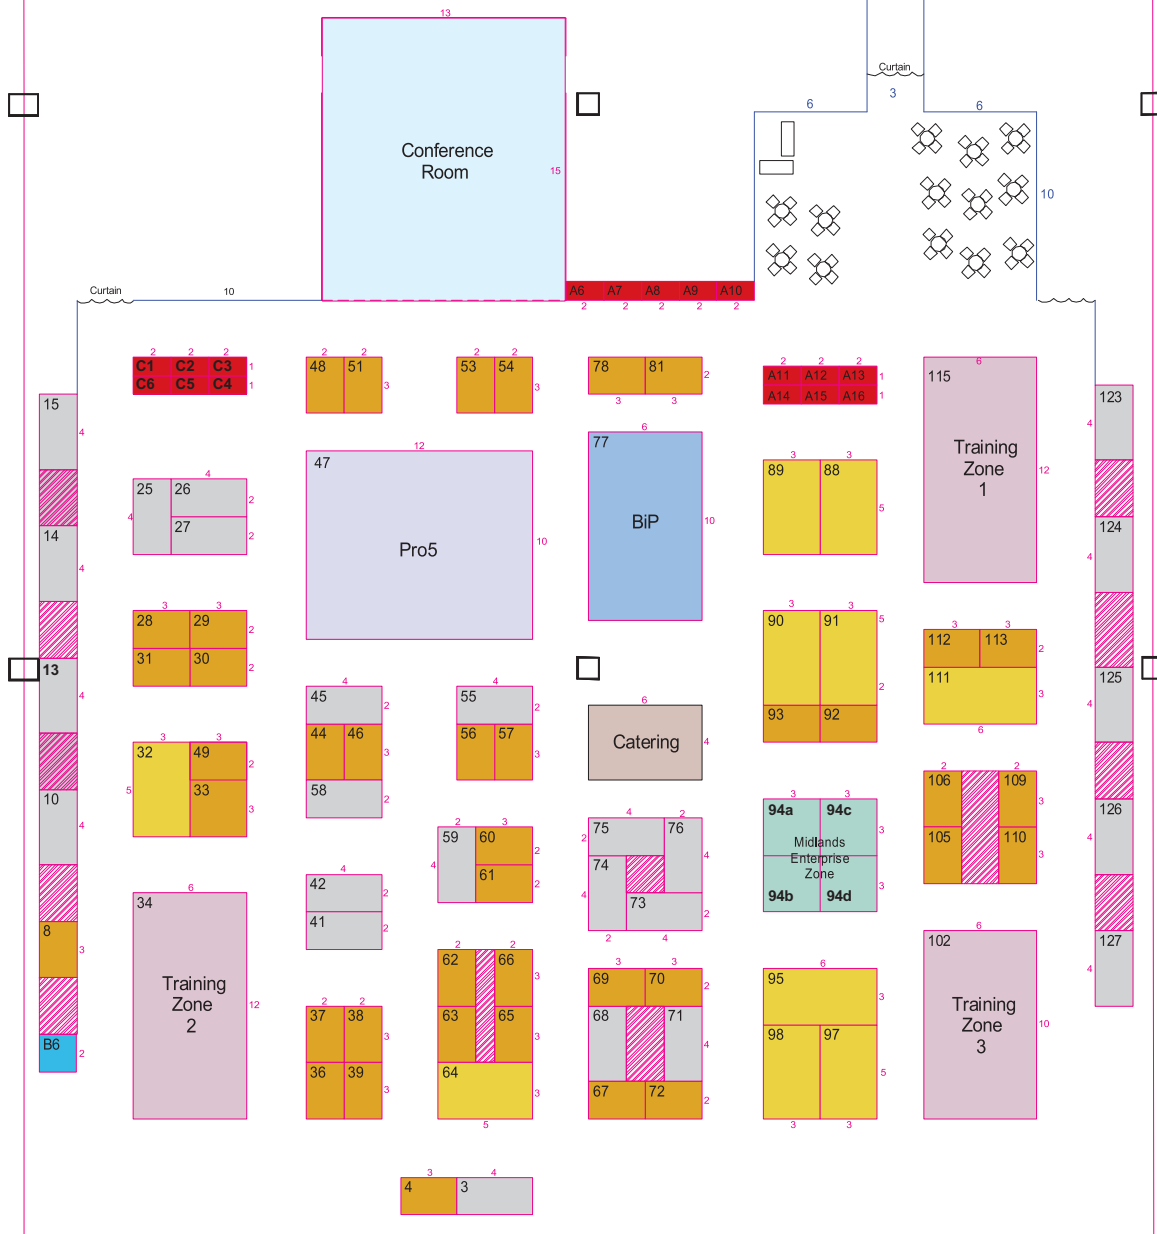 13
Conference
Room
15
Curtain
3
6
6
10
Curtain
10
A6 A7 A8 A9 A10
2 2 2 2 2
2 2 2
C1 C2 C3 1
C6 C5 C4 1
2 2
48 51
3
2 2
53 54
3
78 81 2
3 3
2 2 2
A11 A12 A13 1
A14 A15 A16 1
6
115
Training
Zone
1
12
15
4
14
4
13
4
10
4
8
3
B6
2
123
4
124
4
125
4
126
4
127
4
4
25 26 2
4
27 2
12
47
Pro5
10
6
77
BiP
10
3 3
89 88
5
3 3
28 29 2
31 30 2
3 3
90 91 5
2
93 92
3 3
112 113 2
111 3
6
3 3
32 49 2
5
33 3
4
45 2
44 46 3
58 2
4
55 2
56 57 3
6
Catering
4
2 2
106 109 3
105 110 3
3 3
94a 94c 3
Midlands
Enterprise
Zone
94b 94d 3
2 3
59 60 2
4
61 2
4 2
75 76
2
74 4
73 2
2 4
4
42 2
41 2
6
34
Training
Zone
2
12
2 2
37 38 3
36 39 3
2 2
62 66 3
63 65 3
64 3
5
3 3
69 70 2
68 71 4
67 72 2
6
95 3
98 97 5
3 3
6
102
Training
Zone
3
10
3 4
4 3